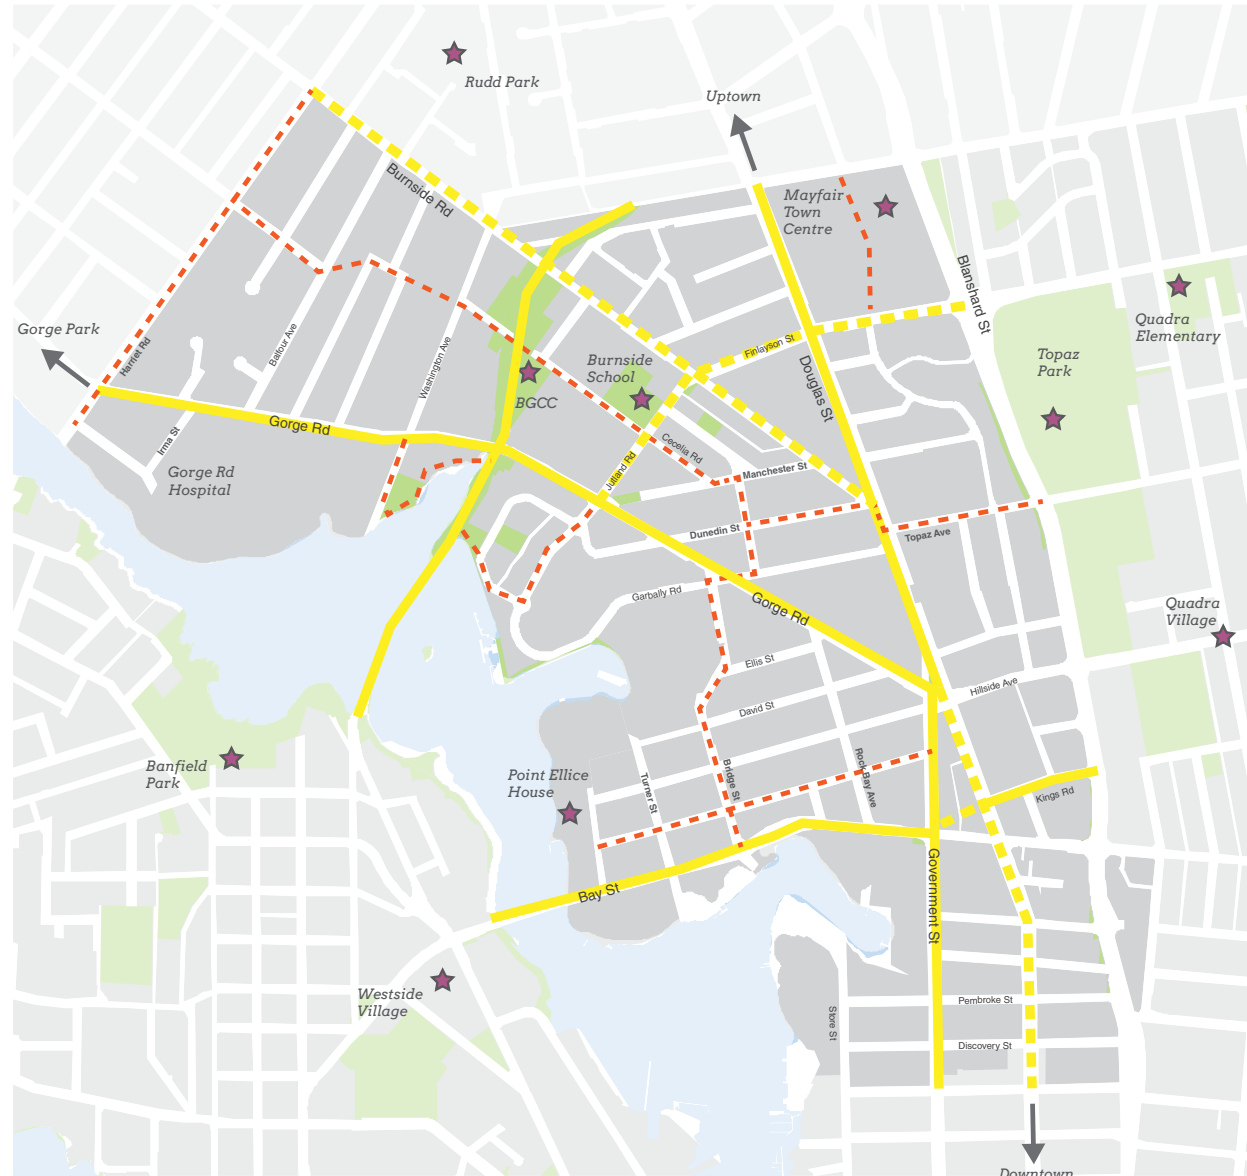 Rudd Park
Uptown
Mayfair
Town
Centre
Burnside Rd
Blanshard St
Quadra
Elementary
Gorge Park
Harriet Rd
Balfour Ave
Washington Ave
Finlayson St
Burnside
School
Topaz
Park
BGCC
Douglas St
Gorge Rd
Irma St
Cecelia Rd
Jutland Rd
Manchester St
Gorge Rd
Hospital
Dunedin St
Topaz Ave
Garbally Rd
Gorge Rd
Quadra
Village
Ellis St
Hillside Ave
David St
Banfield
Park
Point Ellice
House
Turner St
Bridge St
Rock Bay Ave
Kings Rd
Bay St
Government St
Westside
Village
Store St
Pembroke St
Discovery St
Downtown